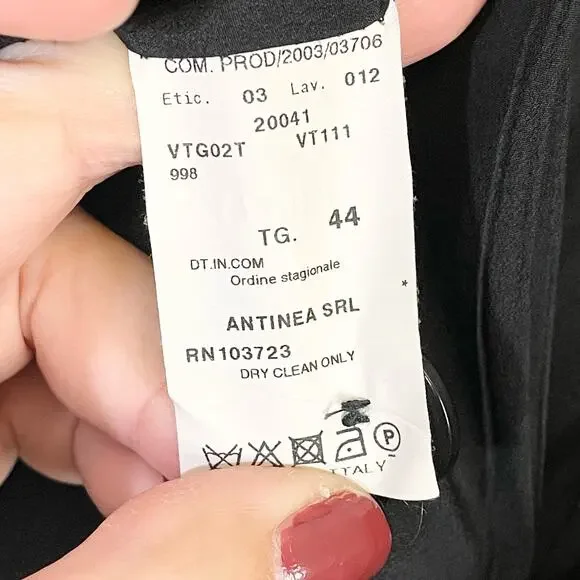 COM. PROD/2003/03706
Etic. 03 Lav. 012
20041
VTG02T VT111
998
TG. 44
DT.IN.COM
Ordine stagionale
*
ANTINEA SRL
RN103723
DRY CLEAN ONLY
P
ITALY